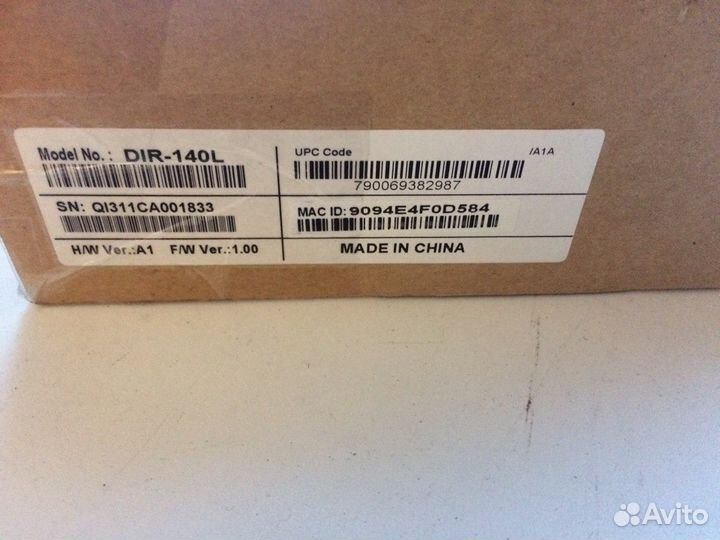 Model No. : DIR-140L
SN: QI311CA001833
H/W Ver.:A1 F/W Ver.:1.00
UPC Code /A1A
790069382987
MAC ID: 9094E4F0D584
MADE IN CHINA
Avito